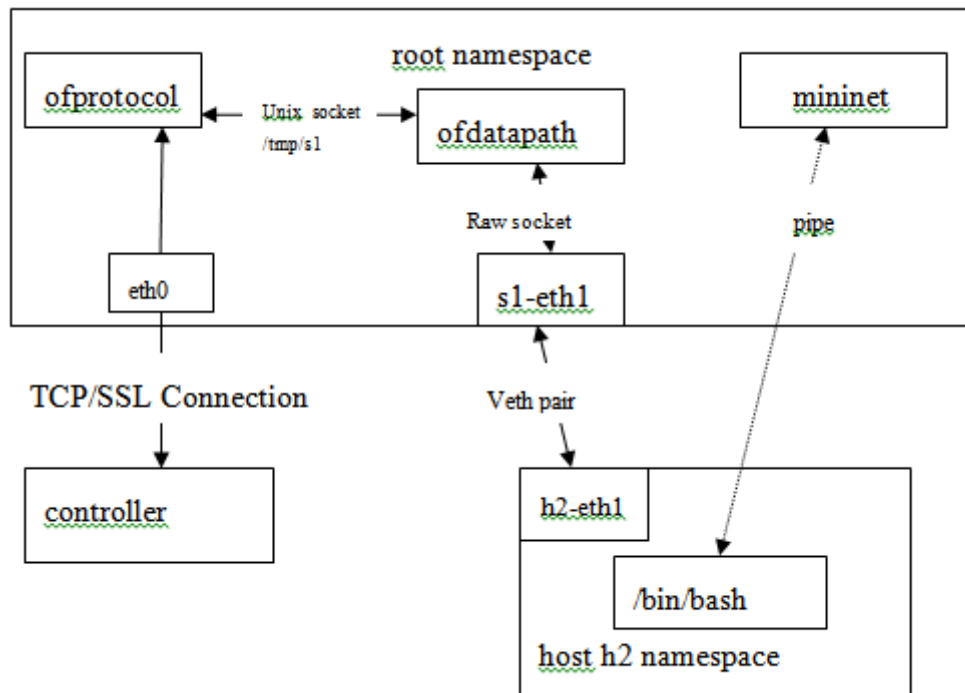 root namespace
ofprotocol
mininet
Unix socket
/tmp/s1
ofdatapath
Raw socket
pipe
eth0
s1-eth1
TCP/SSL Connection
Veth pair
controller
h2-eth1
/bin/bash
host h2 namespace